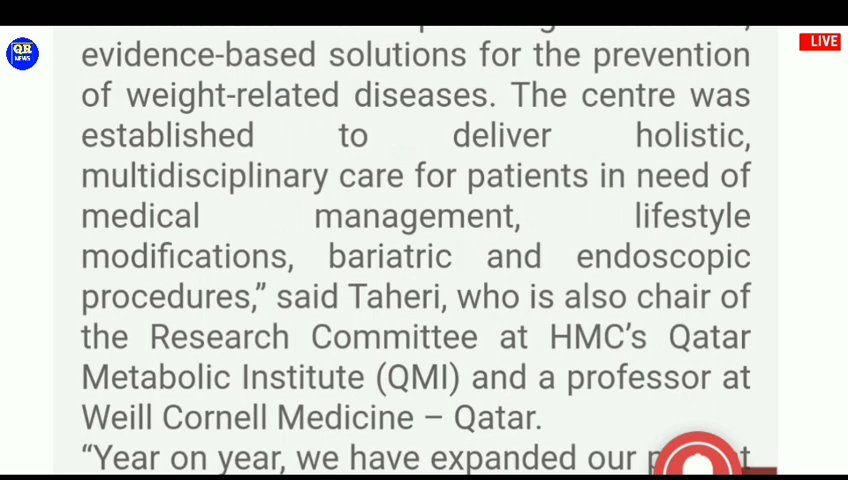 QR
NEWS
LIVE
evidence-based solutions for the prevention
of weight-related diseases. The centre was
established to deliver holistic,
multidisciplinary care for patients in need of
medical management, lifestyle
modifications, bariatric and endoscopic
procedures,” said Taheri, who is also chair of
the Research Committee at HMC’s Qatar
Metabolic Institute (QMI) and a professor at
Weill Cornell Medicine – Qatar.
“Year on year, we have expanded our